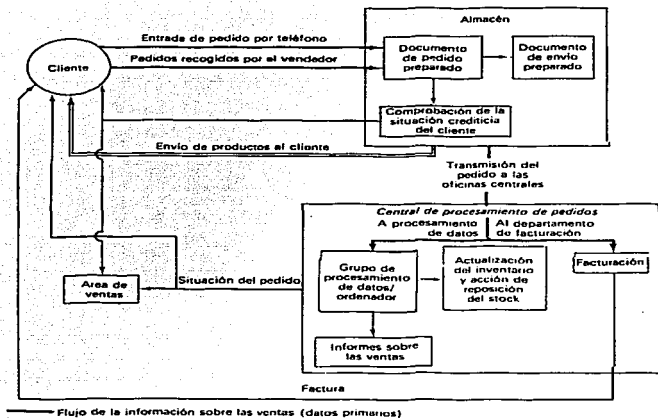 Almacén
Entrada de pedido por teléfono
Cliente
Pedidos recogidos por el vendedor
Documento
de pedido
preparado
Documento
de envío
preparado
Comprobación de la
situación crediticia
del cliente
Envío de productos al cliente
Transmisión del
pedido a las
oficinas centrales
Central de procesamiento de pedidos
A procesamiento
de datos
Al departamento
de facturación
Grupo de
procesamiento
de datos/
ordenador
Actualización
del inventario
y acción de
reposición
del stock
Facturación
Situación del pedido
Area de
ventas
Informes sobre
las ventas
Factura
Flujo de la información sobre las ventas (datos primarios)